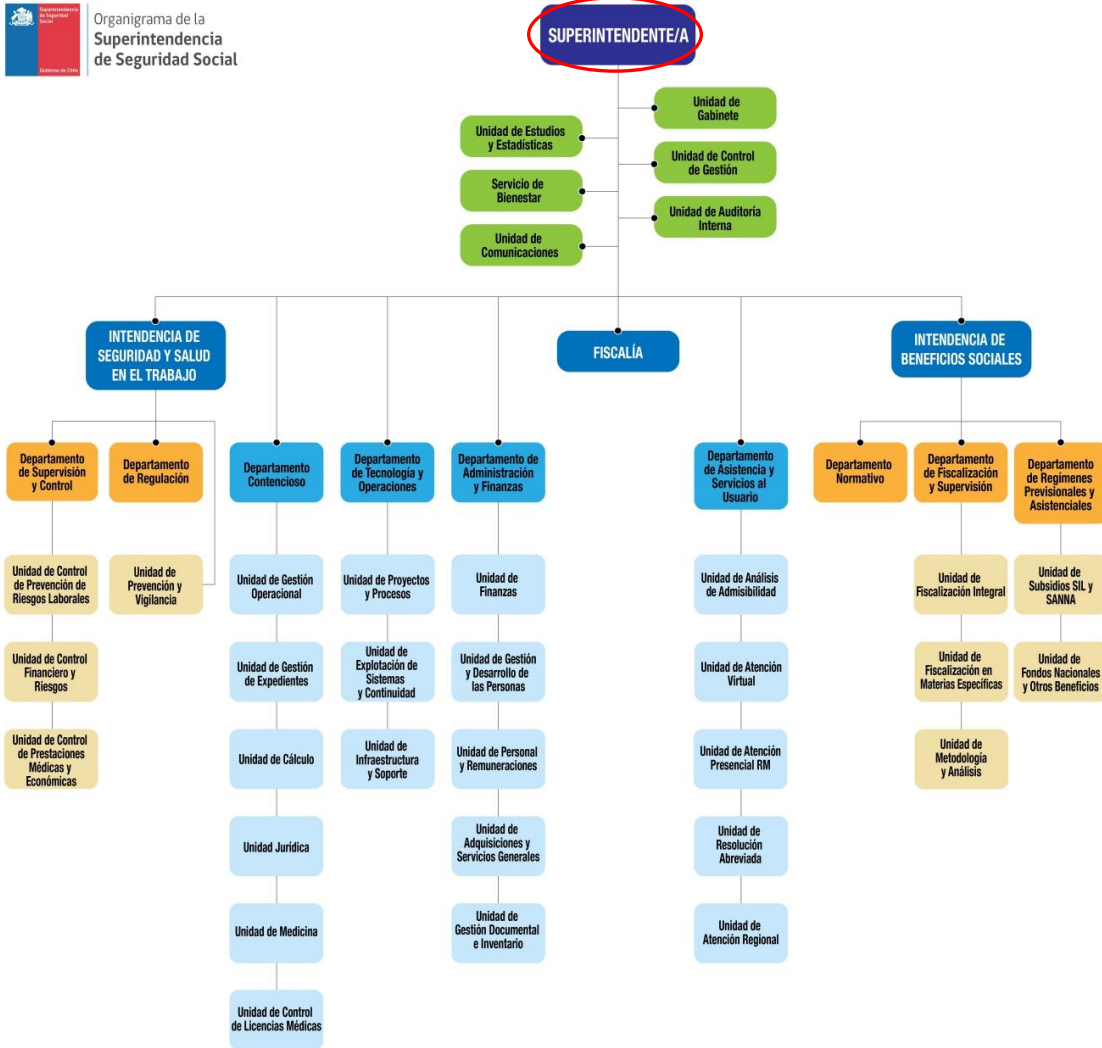 Superintendencia
de Seguridad
Social
Gobierno de Chile
Organigrama de la
Superintendencia
de Seguridad Social
SUPERINTENDENTE/A
Unidad de
Gabinete
Unidad de Estudios
y Estadísticas
Unidad de Control
de Gestión
Servicio de
Bienestar
Unidad de Auditoría
Interna
Unidad de
Comunicaciones
INTENDENCIA DE
SEGURIDAD Y SALUD
EN EL TRABAJO
FISCALÍA
INTENDENCIA DE
BENEFICIOS SOCIALES
Departamento
de Supervisión
y Control
Departamento
de Regulación
Departamento
Contencioso
Departamento
de Tecnología y
Operaciones
Departamento de
Administración
y Finanzas
Departamento
de Asistencia y
Servicios al
Usuario
Departamento
Normativo
Departamento
de Fiscalización
y Supervisión
Departamento
de Regímenes
Previsionales y
Asistenciales
Unidad de Control
de Prevención de
Riesgos Laborales
Unidad de
Prevención y
Vigilancia
Unidad de Gestión
Operacional
Unidad de Proyectos
y Procesos
Unidad de
Finanzas
Unidad de Análisis
de Admisibilidad
Unidad de
Fiscalización Integral
Unidad de
Subsidios SIL y
SANNA
Unidad de Control
Financiero y
Riesgos
Unidad de Gestión
de Expedientes
Unidad de
Explotación de
Sistemas
y Continuidad
Unidad de Gestión
y Desarrollo de
las Personas
Unidad de Atención
Virtual
Unidad de
Fiscalización en
Materias Específicas
Unidad de
Fondos Nacionales
y Otros Beneficios
Unidad de Control
de Prestaciones
Médicas y
Económicas
Unidad de Cálculo
Unidad de
Infraestructura
y Soporte
Unidad de Personal
y Remuneraciones
Unidad de Atención
Presencial RM
Unidad de
Metodología
y Análisis
Unidad Jurídica
Unidad de
Adquisiciones y
Servicios Generales
Unidad de
Resolución
Abreviada
Unidad de Medicina
Unidad de
Gestión Documental
e Inventario
Unidad de
Atención Regional
Unidad de Control
de Licencias Médicas